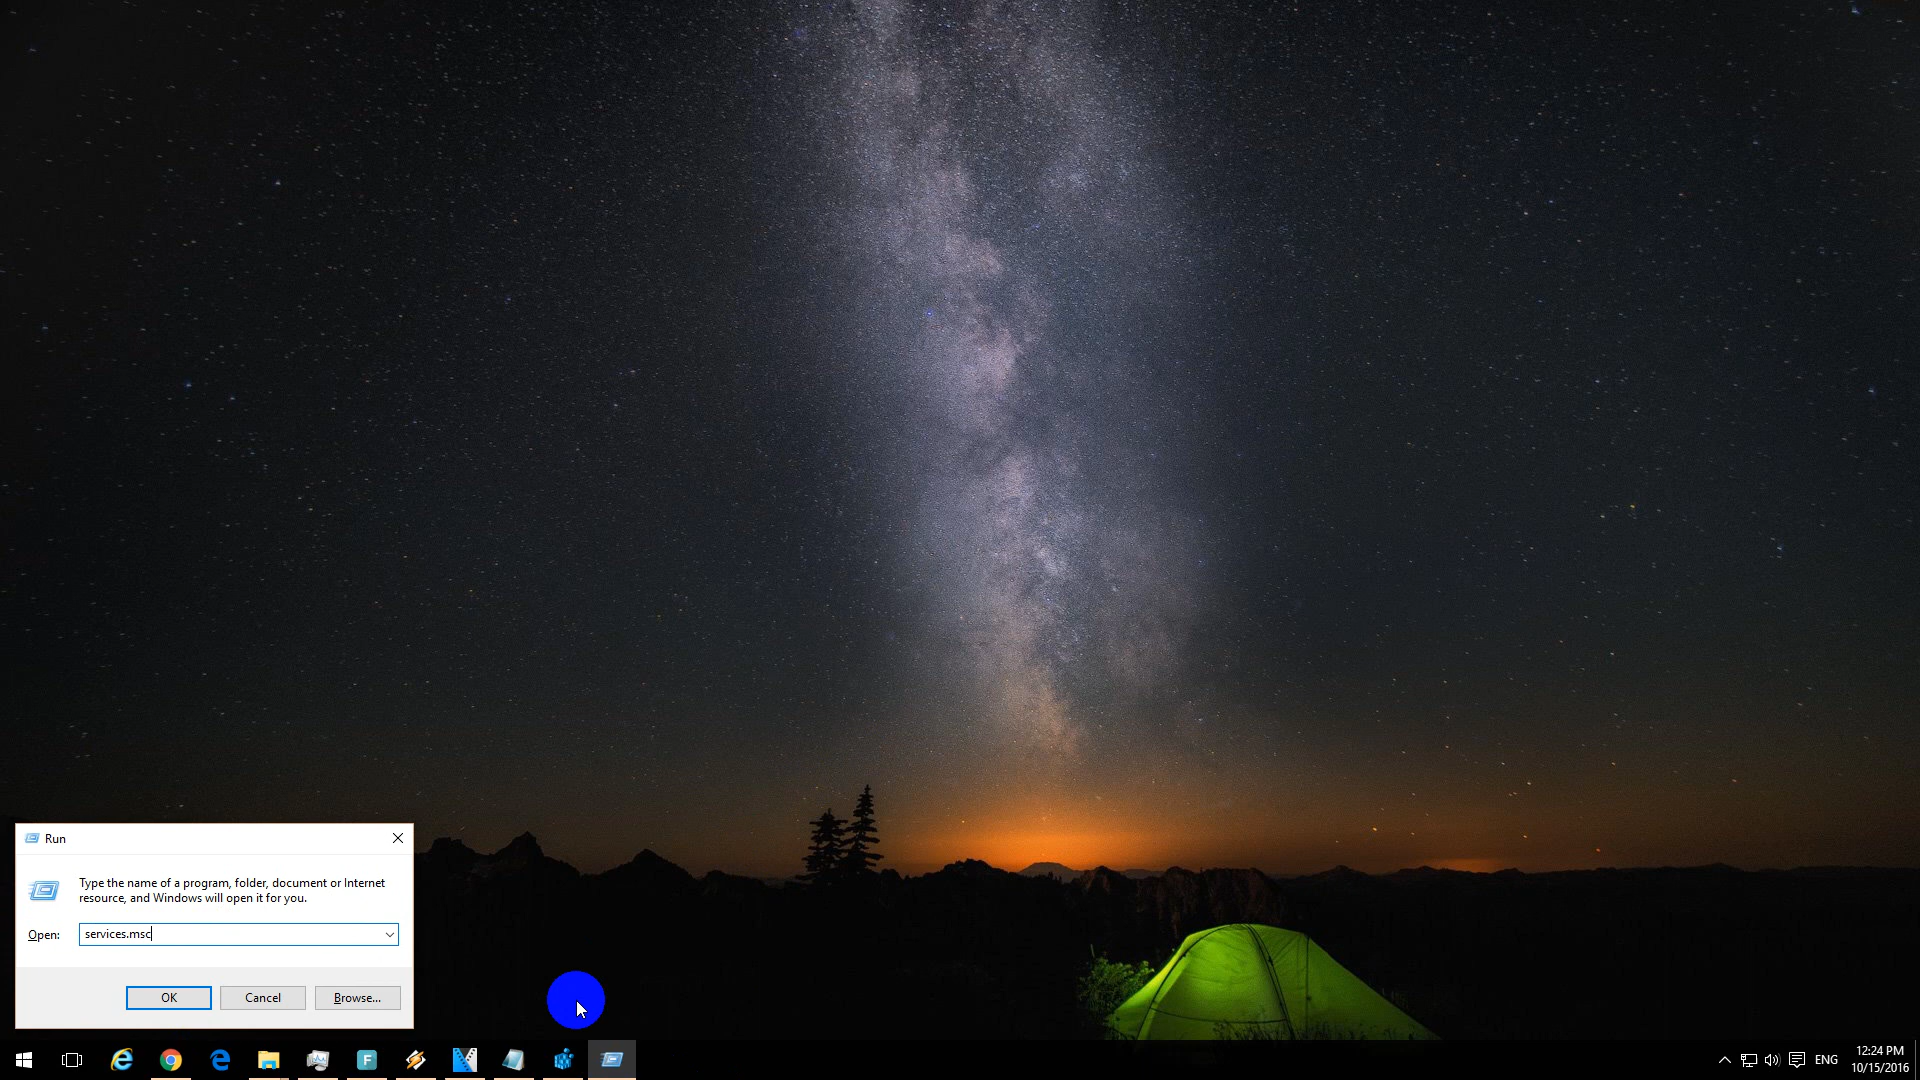 Run
Type the name of a program, folder, document or Internet
resource, and Windows will open it for you.
Open: services.msc
OK Cancel Browse...
F
ENG
12:24 PM
10/15/2016